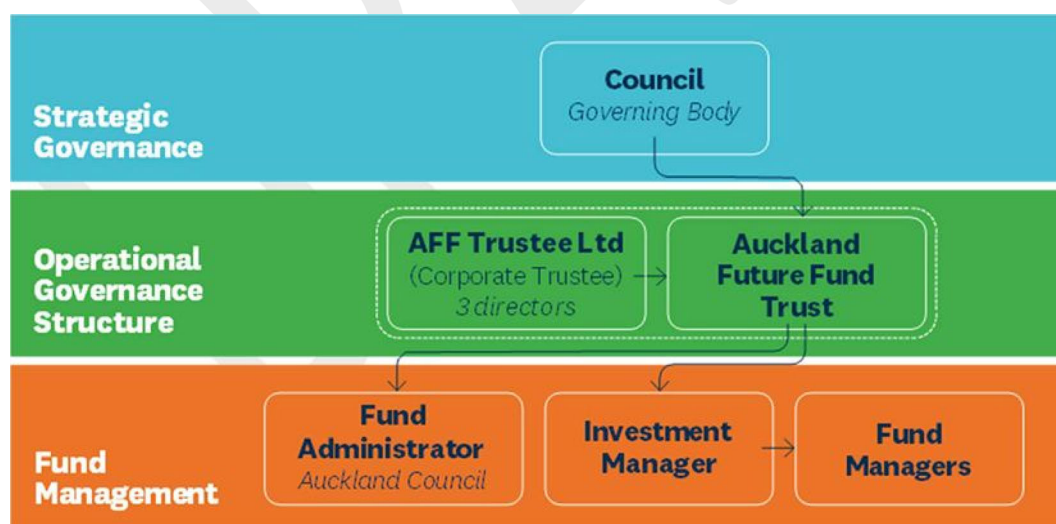 Strategic
Governance
Council
Governing Body
Operational
Governance
Structure
AFF Trustee Ltd
(Corporate Trustee)
3 directors
Auckland
Future Fund
Trust
Fund
Management
Fund
Administrator
Auckland Council
Investment
Manager
Fund
Managers